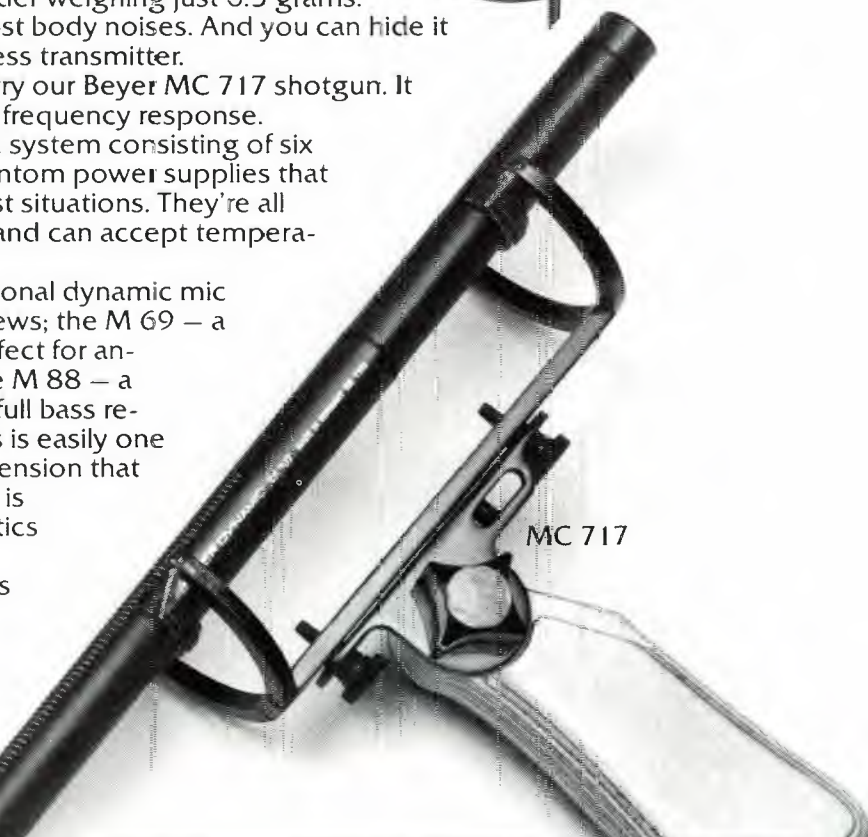 weighing just 6.5 grams.
st body noises. And you can hide it
ess transmitter.
ry our Beyer MC 717 shotgun. It
frequency response.
system consisting of six
ntom power supplies that
st situations. They're all
and can accept tempera-
onal dynamic mic
ews; the M 69 – a
fect for an-
e M 88 – a
full bass re-
s is easily one
ension that
is
tics
s
MC 717